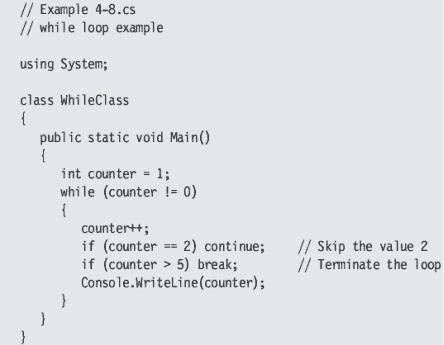 // Example 4-8.cs
// while loop example
using System;
class WhileClass
{
public static void Main()
{
int counter = 1;
while (counter != 0)
{
counter++;
if (counter == 2) continue; // Skip the value 2
if (counter > 5) break; // Terminate the loop
Console.WriteLine(counter);
}
}
}